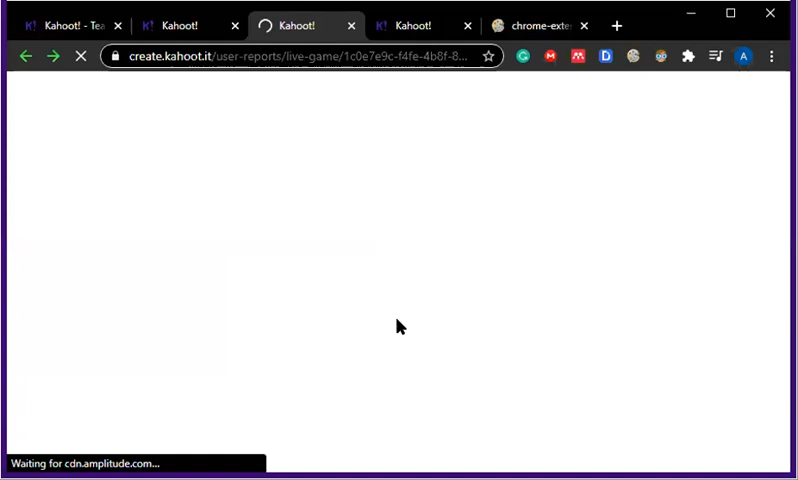 K! Kahoot! - Tea
K! Kahoot!
Kahoot!
K! Kahoot!
chrome-exte
create.kahoot.it/user-reports/live-game/1c0e7e9c-f4fe-4b8f-8...
G
M
D
A
Waiting for cdn.amplitude.com...